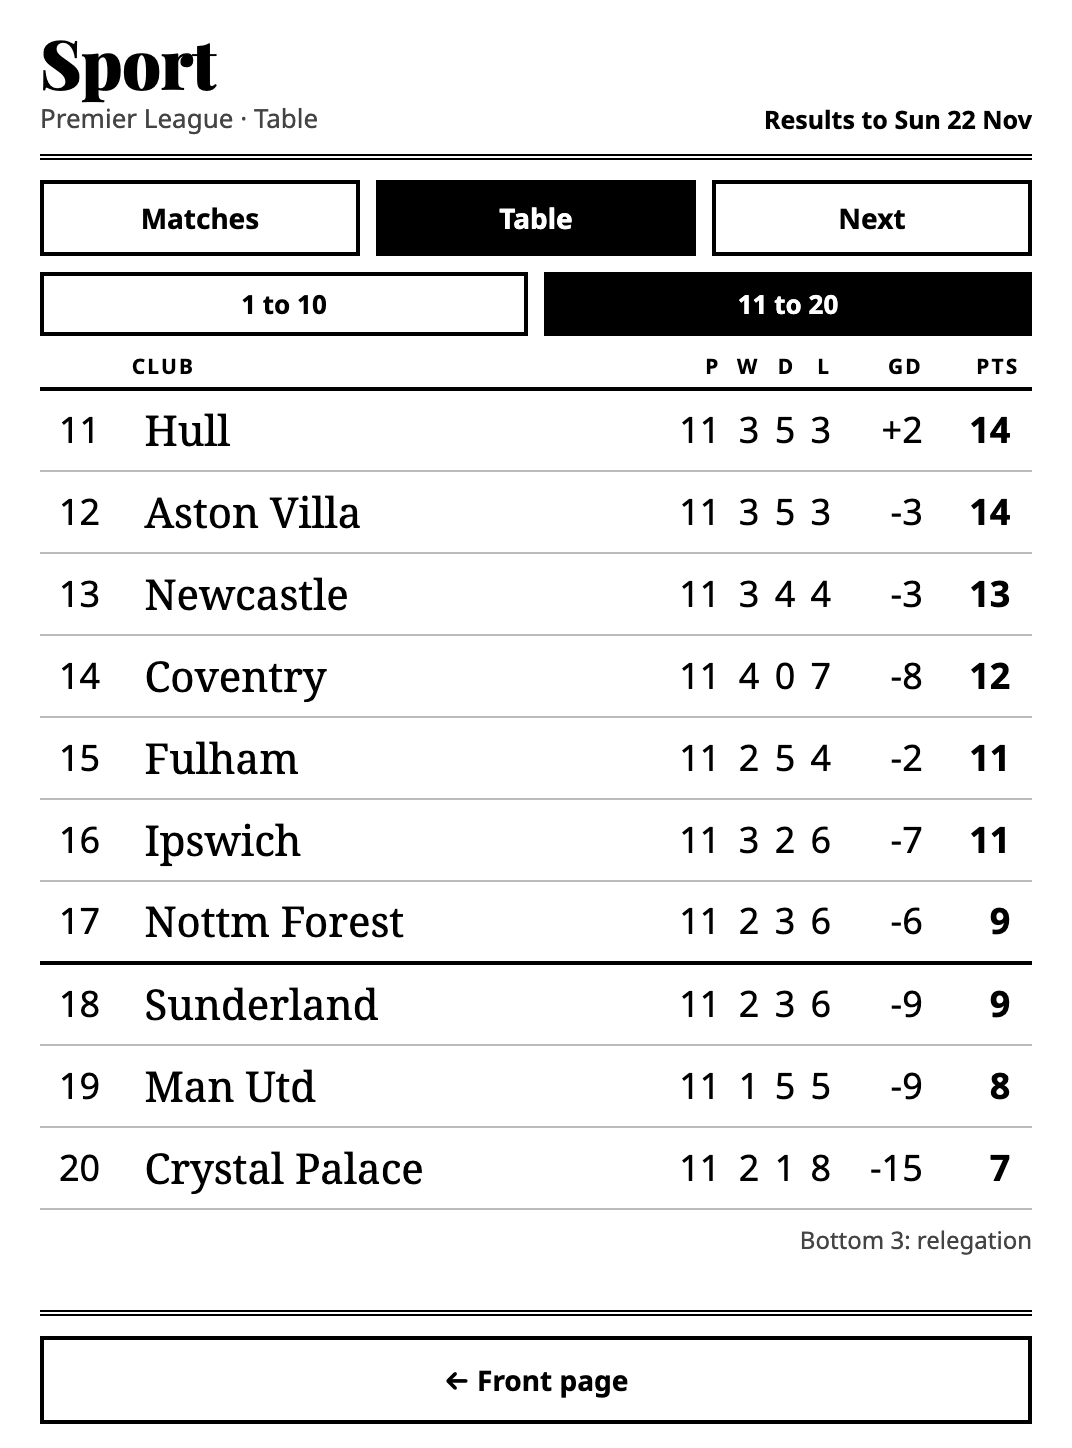 Sport
Premier League · Table
Results to Sun 22 Nov
Matches
Table
Next
1 to 10
11 to 20
CLUB P W D L GD PTS
11 Hull 11 3 5 3 +2 14
12 Aston Villa 11 3 5 3 -3 14
13 Newcastle 11 3 4 4 -3 13
14 Coventry 11 4 0 7 -8 12
15 Fulham 11 2 5 4 -2 11
16 Ipswich 11 3 2 6 -7 11
17 Nottm Forest 11 2 3 6 -6 9
18 Sunderland 11 2 3 6 -9 9
19 Man Utd 11 1 5 5 -9 8
20 Crystal Palace 11 2 1 8 -15 7
Bottom 3: relegation
← Front page